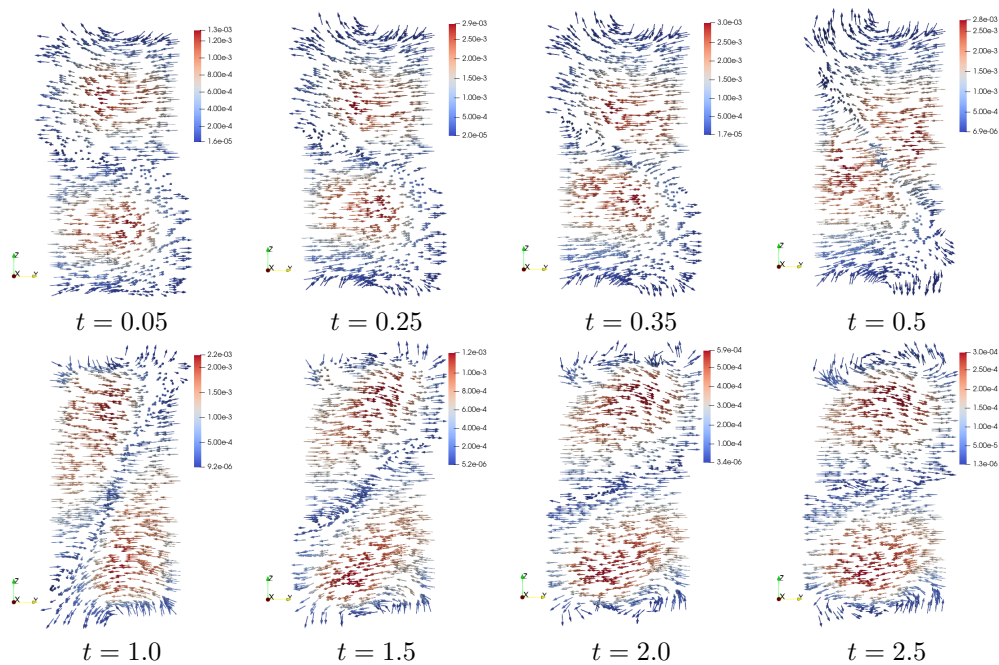 1.3e-03
1.20e-3
1.00e-3
8.00e-4
6.00e-4
4.00e-4
2.00e-4
1.6e-05
Z
X
Y
t = 0.05
2.9e-03
2.50e-3
2.00e-3
1.50e-3
1.00e-3
5.00e-4
2.0e-05
Z
X
Y
t = 0.25
3.0e-03
2.50e-3
2.00e-3
1.50e-3
1.00e-3
5.00e-4
1.7e-05
Z
X
Y
t = 0.35
2.8e-03
2.50e-3
2.00e-3
1.50e-3
1.00e-3
5.00e-4
6.9e-06
Z
X
Y
t = 0.5
2.2e-03
2.00e-3
1.50e-3
1.00e-3
5.00e-4
9.2e-06
Z
X
Y
t = 1.0
1.2e-03
1.00e-3
8.00e-4
6.00e-4
4.00e-4
2.00e-4
5.2e-06
Z
X
Y
t = 1.5
5.9e-04
5.00e-4
4.00e-4
3.00e-4
2.00e-4
1.00e-4
3.4e-06
Z
X
Y
t = 2.0
3.0e-04
2.50e-4
2.00e-4
1.50e-4
1.00e-4
5.00e-5
1.3e-06
Z
X
Y
t = 2.5